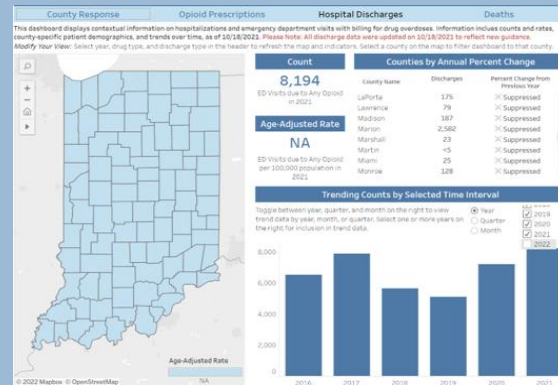 County Response
Opioid Prescriptions
Hospital Discharges
Deaths
This dashboard displays contextual information on hospitalizations and emergency department visits with billing for drug overdoses. Information inclues counts and rates,
county-specific patient demographics, and trends over time, as of 10/18/2021. Please Note: All discharge data were updated on 10/18/2021 to reflect new guidance.
Modify Your View: Select year, drug type, and discharge type in the header to refresh the map and indicators. Select a county on the map to filter dashboard to that county.
Count
8,194
ED Visits due to Any Opioid
in 2021
Age-Adjusted Rate
NA
ED Visits due to Any Opioid
per 100,000 population in
2021
Counties by Annual Percent Change
County Name Discharges Percent Change from
Previous Year
LaPorte 175 Suppressed
Lawrence 79 Suppressed
Madison 187 Suppressed
Marion 2,582 Suppressed
Marshall 23 Suppressed
Martin <5 Suppressed
Miami 25 Suppressed
Monroe 128 Suppressed
Trending Counts by Selected Time Interval
Toggle between year, quarter, and month on the right to view
trend data by year, month, or quarter. Select one or more years on
the right for inclusion in trend data.
Year
Quarter
Month
2019
2020
2021
2022
8,000
6,000
4,000
2,000
0
2016 2017 2018 2019 2020 2021
Age-Adjusted Rate
NA
© 2022 Mapbox © OpenStreetMap